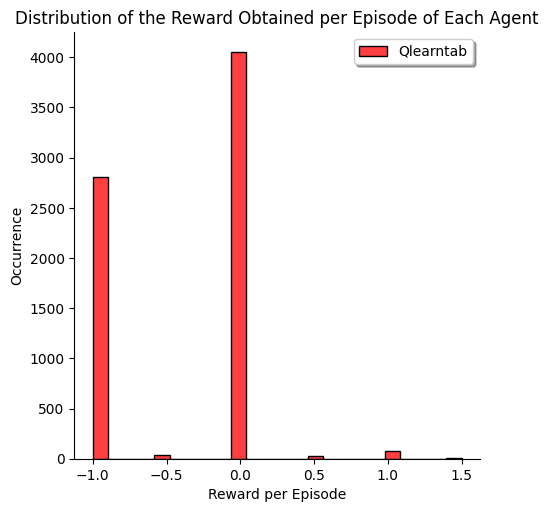 Distribution of the Reward Obtained per Episode of Each Agent
Qlearntab
4000
3500
3000
2500
2000
1500
1000
500
0
Occurrence
−1.0 −0.5 0.0 0.5 1.0 1.5
Reward per Episode